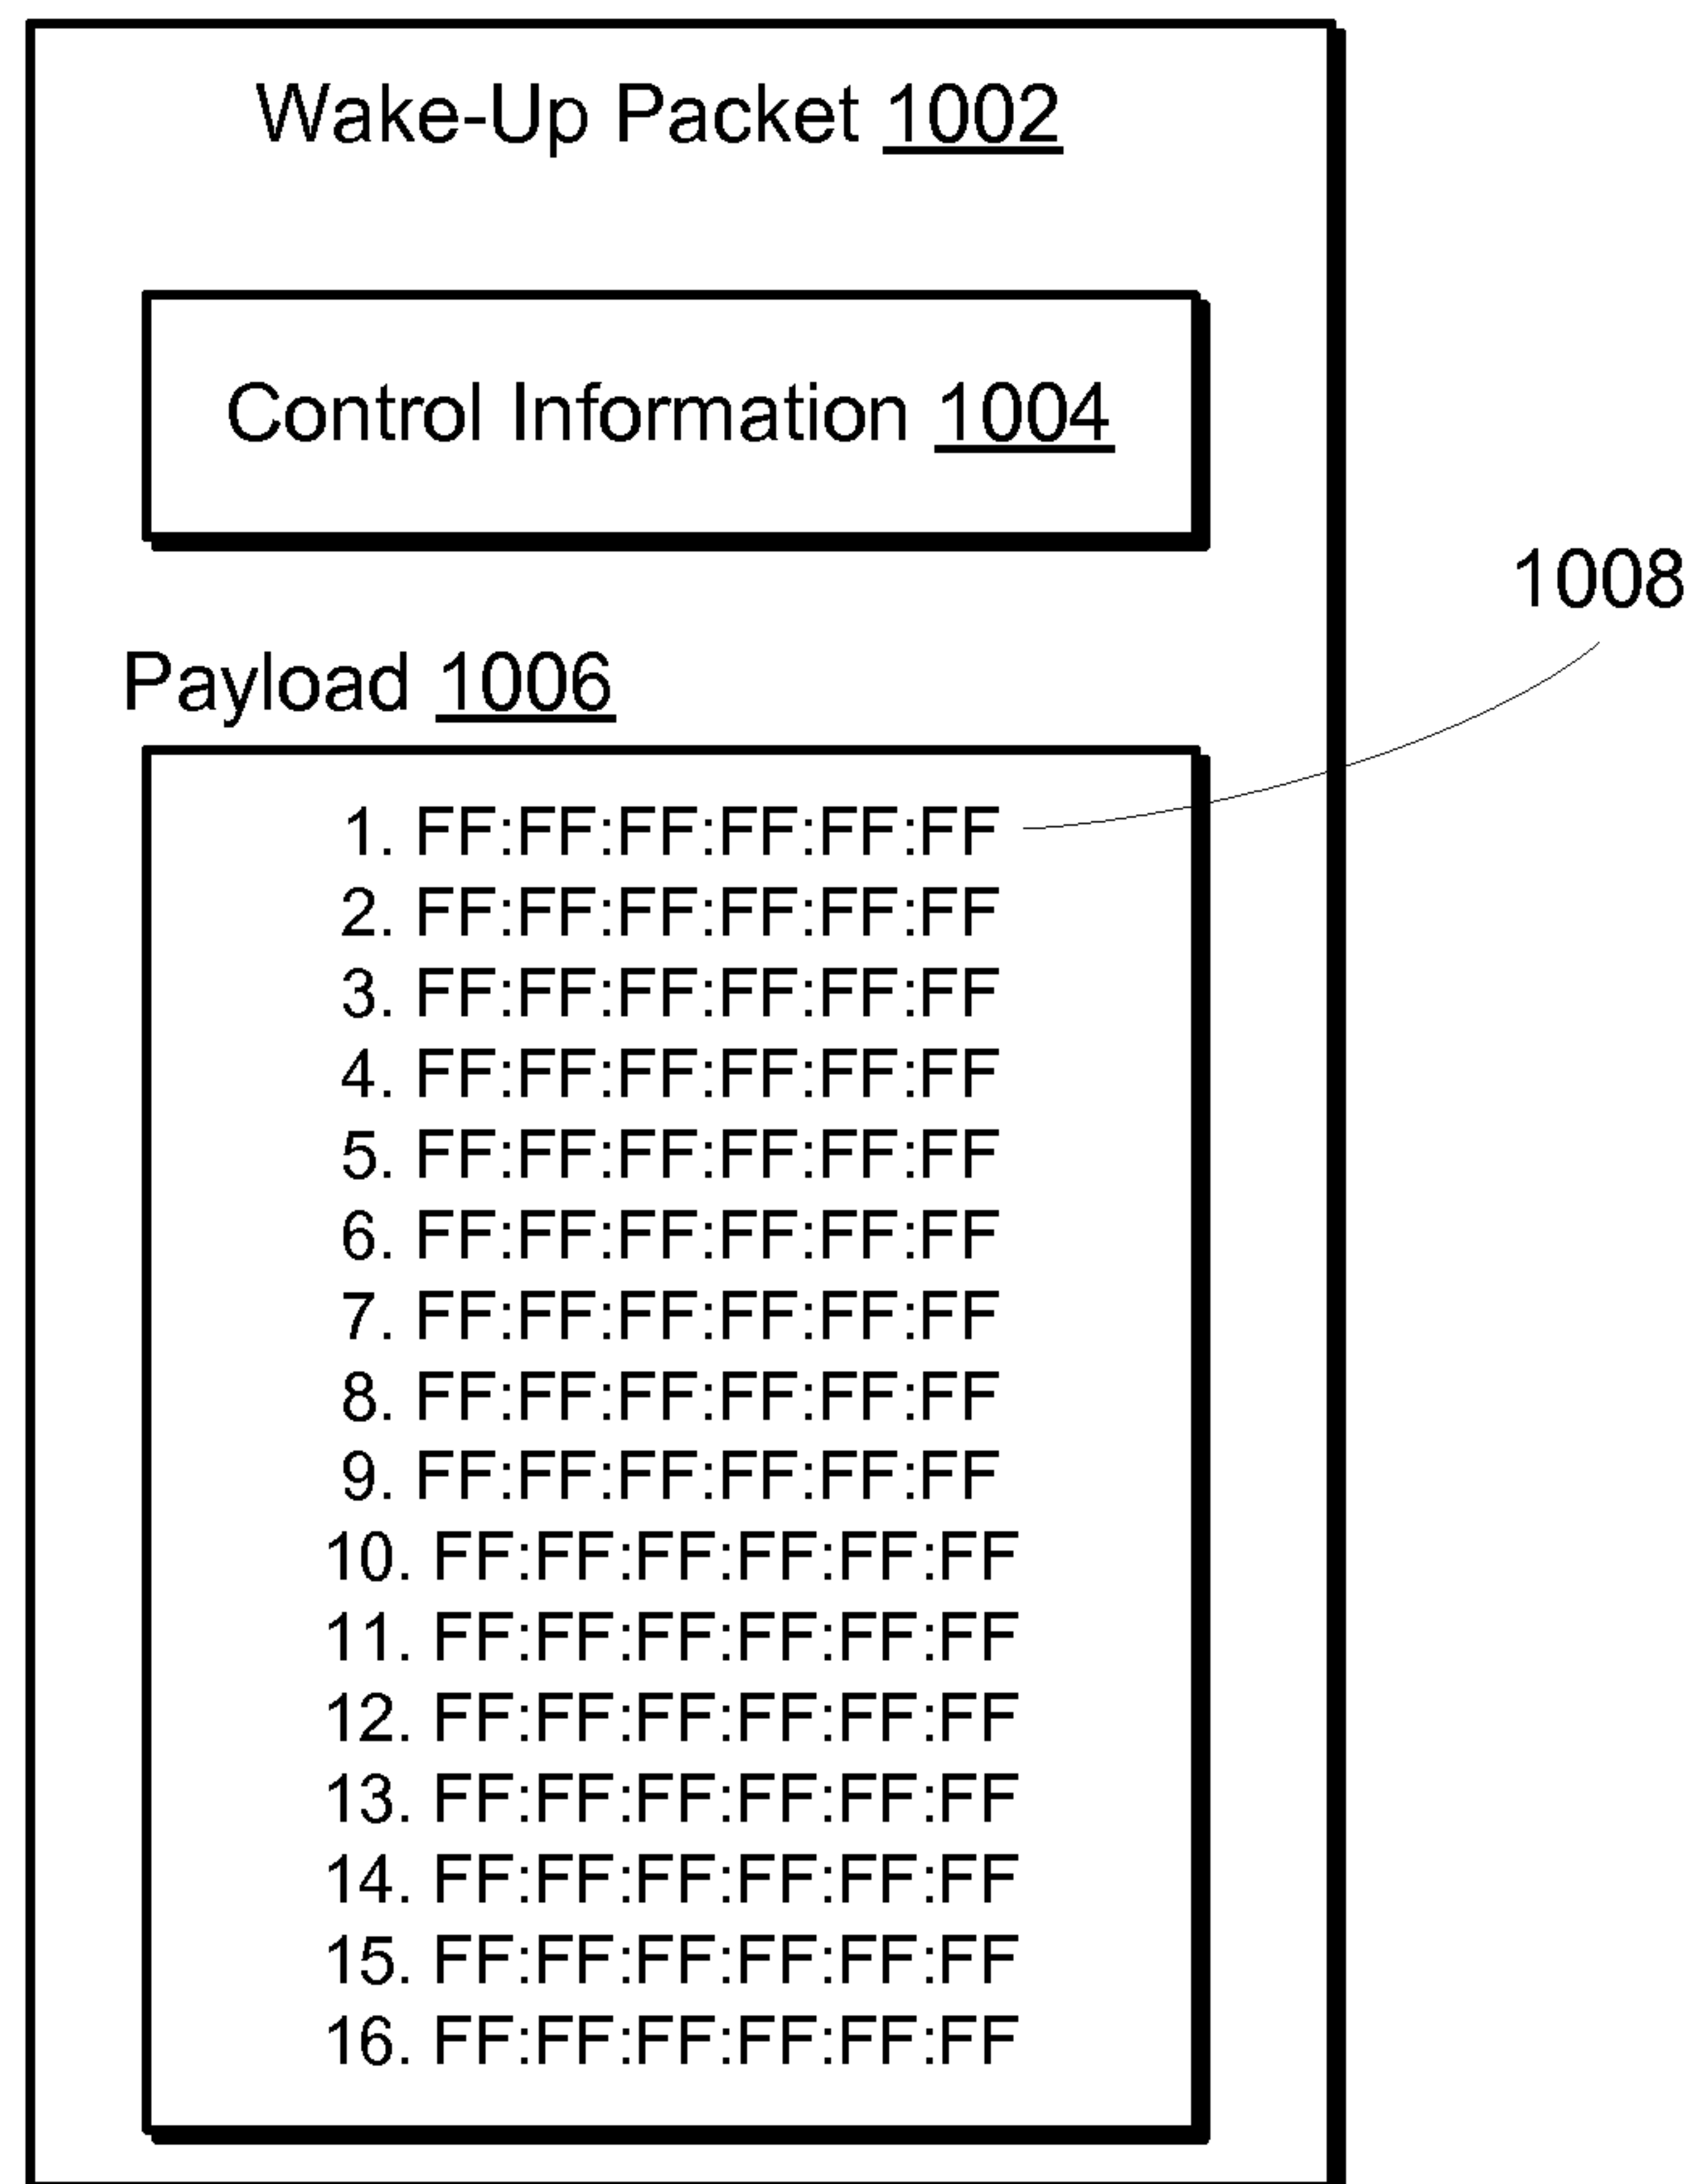 Wake-Up Packet 1002
Control Information 1004
1008
Payload 1006
1. FF:FF:FF:FF:FF:FF
2. FF:FF:FF:FF:FF:FF
3. FF:FF:FF:FF:FF:FF
4. FF:FF:FF:FF:FF:FF
5. FF:FF:FF:FF:FF:FF
6. FF:FF:FF:FF:FF:FF
7. FF:FF:FF:FF:FF:FF
8. FF:FF:FF:FF:FF:FF
9. FF:FF:FF:FF:FF:FF
10. FF:FF:FF:FF:FF:FF
11. FF:FF:FF:FF:FF:FF
12. FF:FF:FF:FF:FF:FF
13. FF:FF:FF:FF:FF:FF
14. FF:FF:FF:FF:FF:FF
15. FF:FF:FF:FF:FF:FF
16. FF:FF:FF:FF:FF:FF